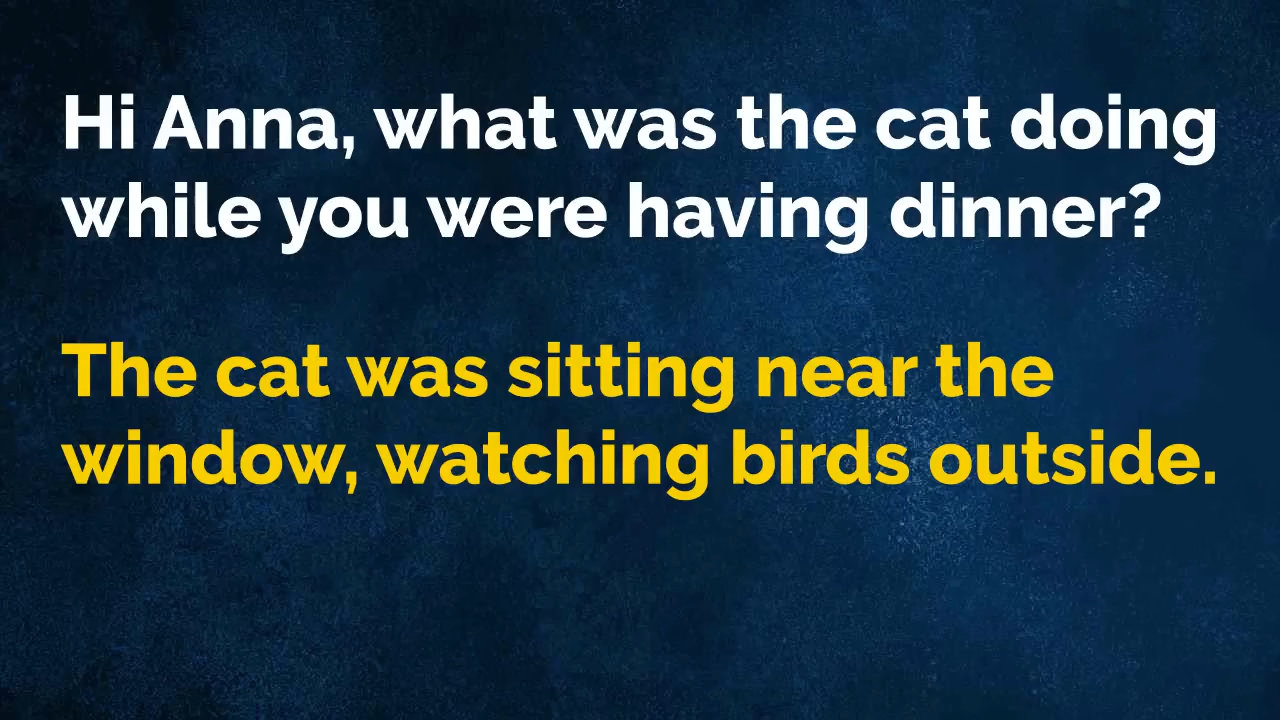 Hi Anna, what was the cat doing
while you were having dinner?
The cat was sitting near the
window, watching birds outside.